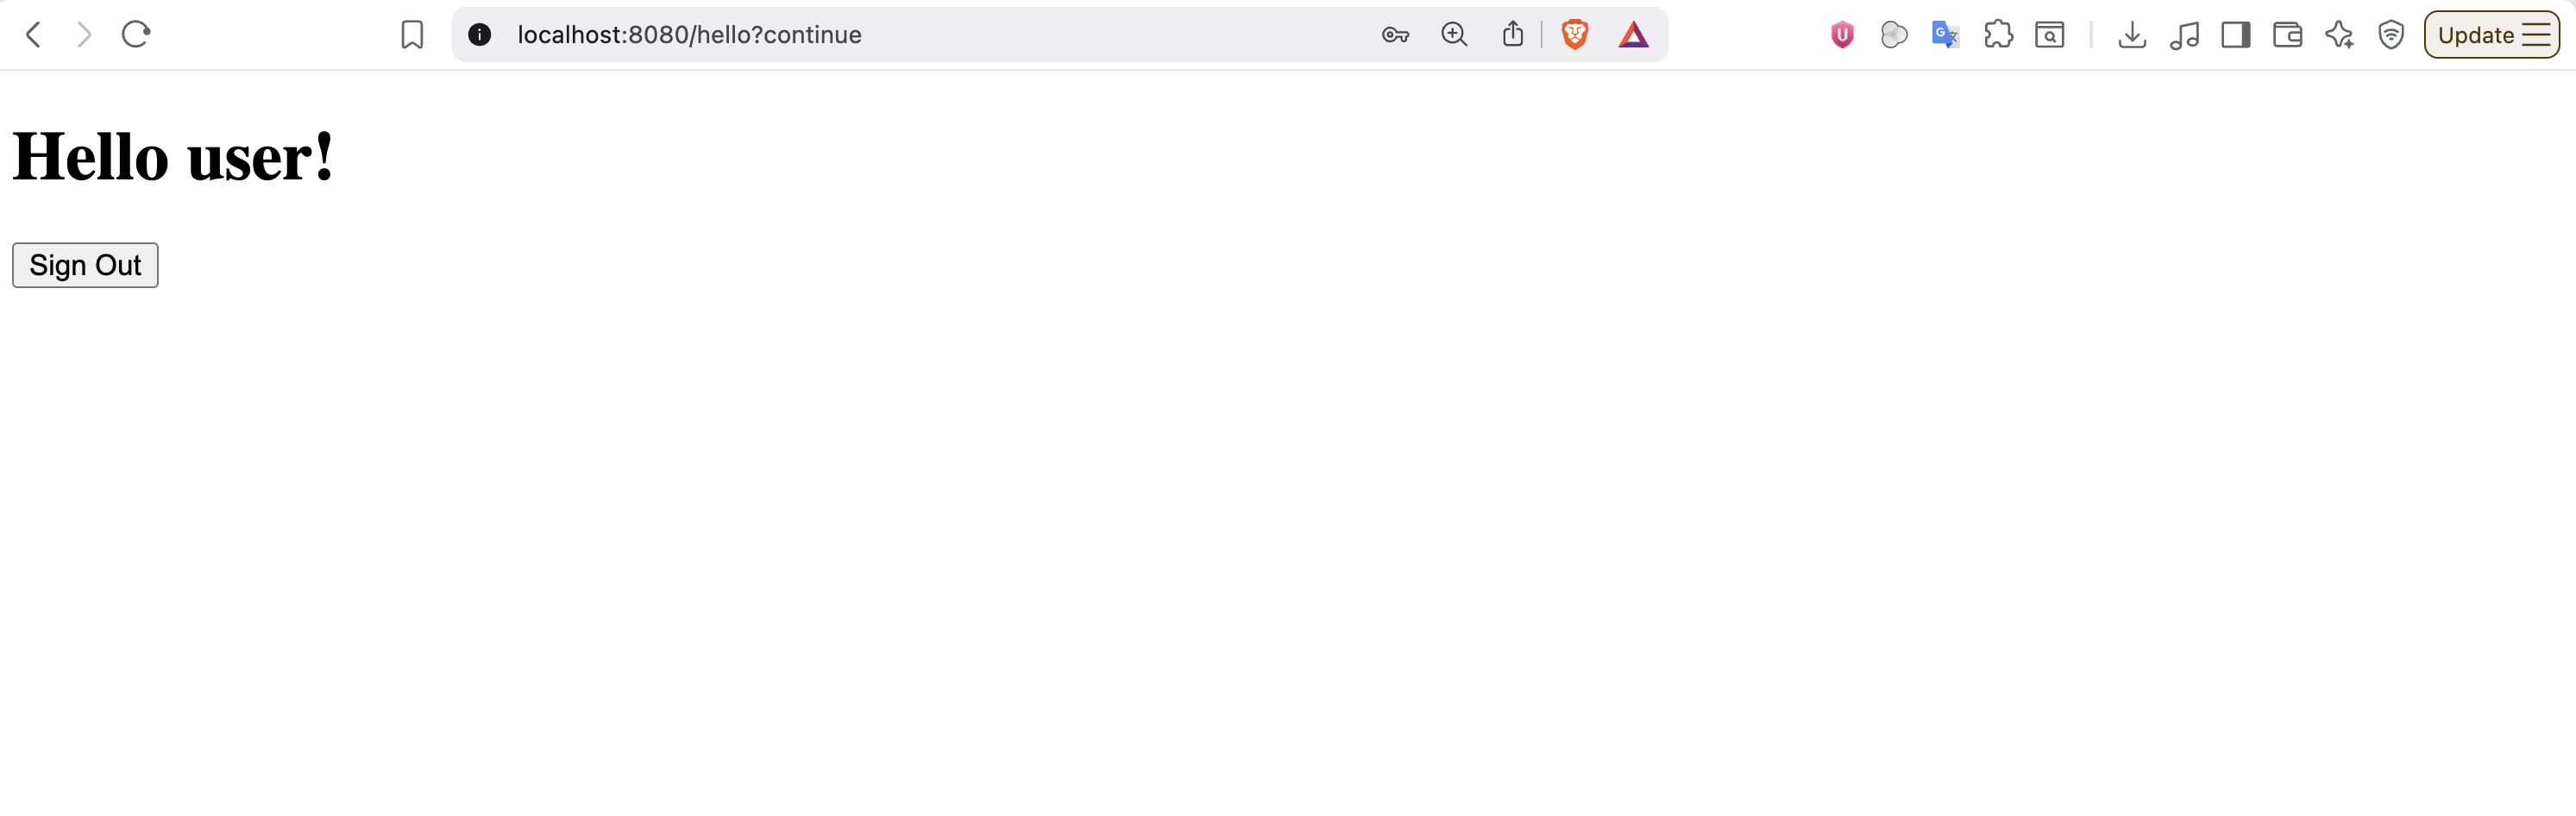 localhost:8080/hello?continue
Update
Hello user!
Sign Out